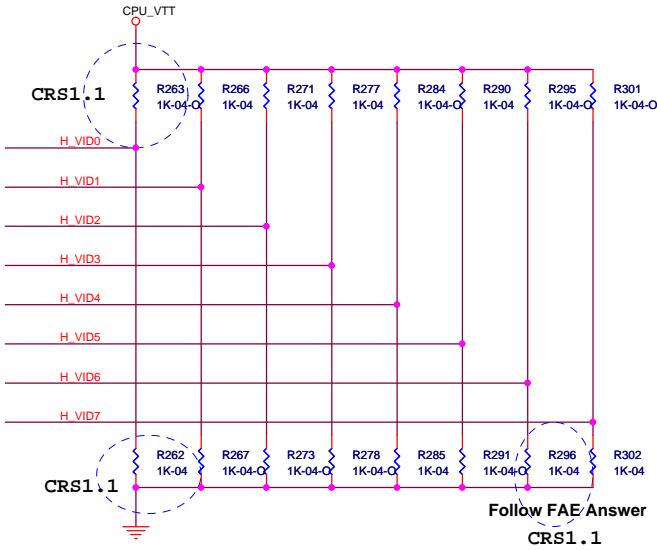 CPU_VTT
CRS1.1
R263 R266 R271 R277 R284 R290 R295 R301
1K-04-O 1K-04 1K-04 1K-04 1K-04-O 1K-04 1K-04-O 1K-04-O
H_VID0
H_VID1
H_VID2
H_VID3
H_VID4
H_VID5
H_VID6
H_VID7
R262 R267 R273 R278 R285 R291 R296 R302
1K-04 1K-04-O 1K-04-O 1K-04-O 1K-04 1K-04-O 1K-04 1K-04
CRS1.1
Follow FAE Answer
CRS1.1